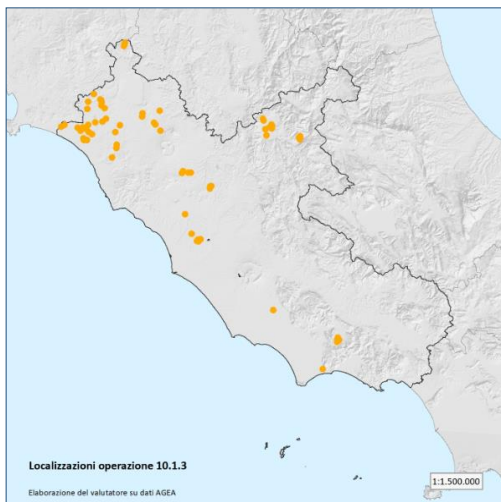 Localizzazioni operazione 10.1.3
Elaborazione del valutatore su dati AGEA
1:1.500.000